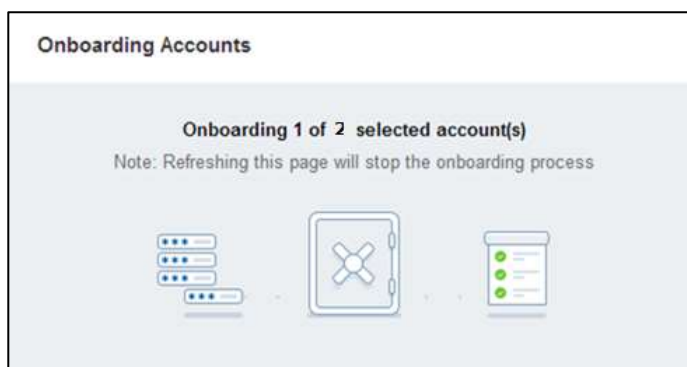 Onboarding Accounts
Onboarding 1 of 2 selected account(s)
Note: Refreshing this page will stop the onboarding process